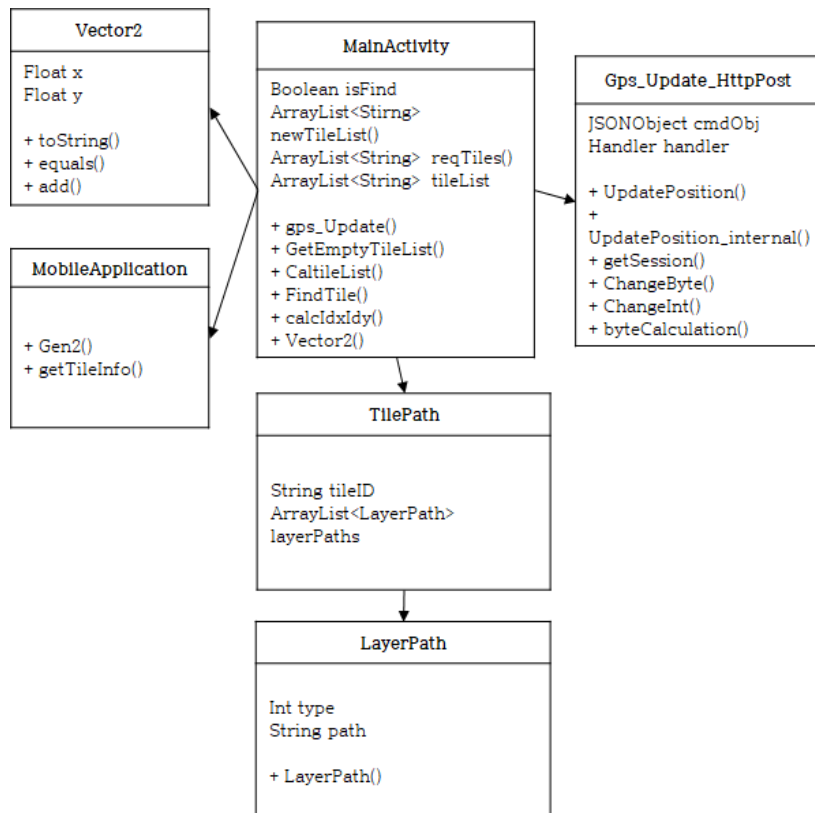 Vector2
Float x
Float y
+ toString()
+ equals()
+ add()
MobileApplication
+ Gen2()
+ getTileInfo()
MainActivity
Boolean isFind
ArrayList<Stirng>
newTileList()
ArrayList<String> reqTiles()
ArrayList<String> tileList
+ gps_Update()
+ GetEmptyTileList()
+ CaltileList()
+ FindTile()
+ calcIdxIdy()
+ Vector2()
Gps_Update_HttpPost
JSONObject cmdObj
Handler handler
+ UpdatePosition()
+
UpdatePosition_internal()
+ getSession()
+ ChangeByte()
+ ChangeInt()
+ byteCalculation()
TilePath
String tileID
ArrayList<LayerPath>
layerPaths
LayerPath
Int type
String path
+ LayerPath()